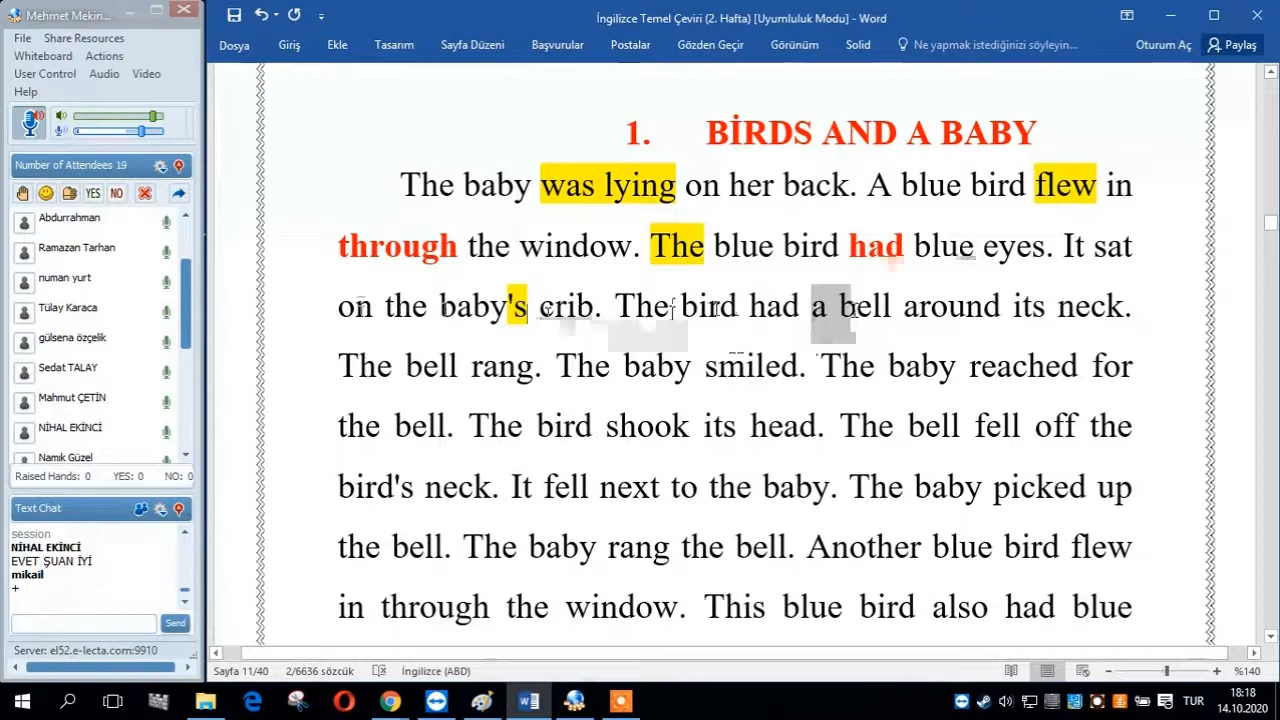 Mehmet Mekin...
File Share Resources
Whiteboard Actions
User Control Audio Video
Help
Number of Attendees 19
YES NO
Abdurrahman
Ramazan Tarhan
numan yurt
Tülay Karaca
gülsena özçelik
Sedat TALAY
Mahmut ÇETİN
NİHAL EKİNCİ
Namık Güzel
Raised Hands: 0 YES: 0 NO: 0
Text Chat
session
NİHAL EKİNCİ
EVET ŞUAN İYİ
mikail
+
Send
Server: el52.e-lecta.com:9910
İngilizce Temel Çeviri (2. Hafta) [Uyumluluk Modu] - Word
Dosya Giriş Ekle Tasarım Sayfa Düzeni Başvurular Postalar Gözden Geçir Görünüm Solid Ne yapmak istediğinizi söyleyin... Oturum Aç Paylaş
1. BİRDS AND A BABY
The baby was lying on her back. A blue bird flew in
through the window. The blue bird had blue eyes. It sat
on the baby's crib. The bird had a bell around its neck.
The bell rang. The baby smiled. The baby reached for
the bell. The bird shook its head. The bell fell off the
bird's neck. It fell next to the baby. The baby picked up
the bell. The baby rang the bell. Another blue bird flew
in through the window. This blue bird also had blue
Sayfa 11/40 2/6636 sözcük İngilizce (ABD) %140
TUR
18:18
14.10.2020